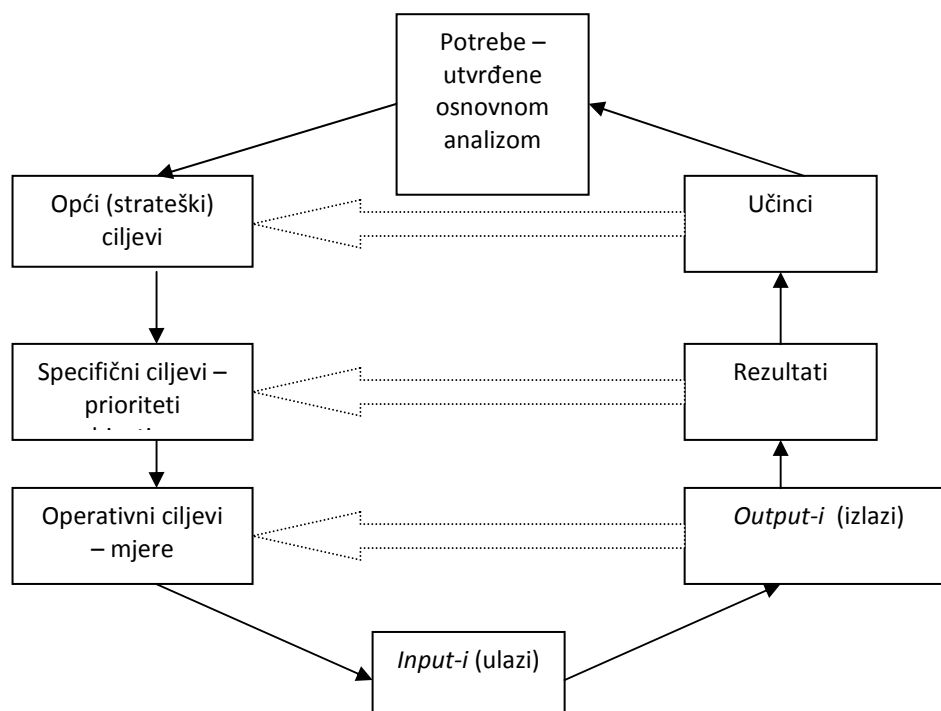 Potrebe –
utvrđene
osnovnom
analizom
Opći (strateški)
ciljevi
Učinci
Specifični ciljevi –
prioriteti
Rezultati
Operativni ciljevi
– mjere
Output-i (izlazi)
Input-i (ulazi)